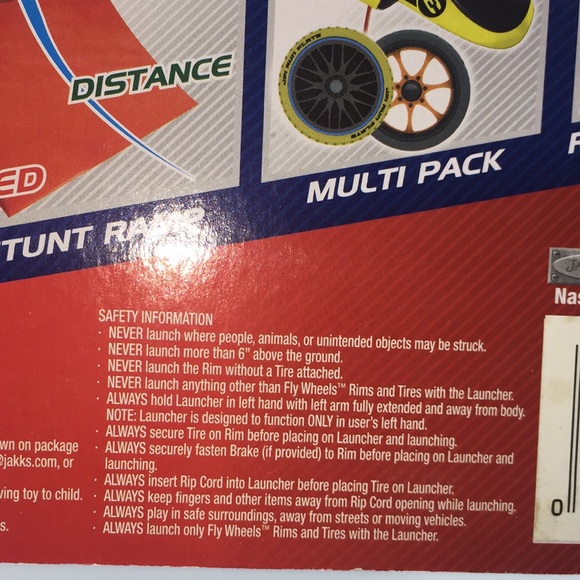 DISTANCE
ED
TUNT RAMP
MULTI PACK
SAFETY INFORMATION
· NEVER launch where people, animals, or unintended objects may be struck.
· NEVER launch more than 6" above the ground.
· NEVER launch the Rim without a Tire attached.
· NEVER launch anything other than Fly Wheels™ Rims and Tires with the Launcher.
· ALWAYS hold Launcher in left hand with left arm fully extended and away from body.
NOTE: Launcher is designed to function ONLY in user's left hand.
· ALWAYS secure Tire on Rim before placing on Launcher and launching.
· ALWAYS securely fasten Brake (if provided) to Rim before placing on Launcher and
launching.
· ALWAYS insert Rip Cord into Launcher before placing Tire on Launcher.
· ALWAYS keep fingers and other items away from Rip Cord opening while launching.
· ALWAYS play in safe surroundings, away from streets or moving vehicles.
· ALWAYS launch only Fly Wheels™ Rims and Tires with the Launcher.
wn on package
@jakks.com, or
ving toy to child.
s.
Nas
0